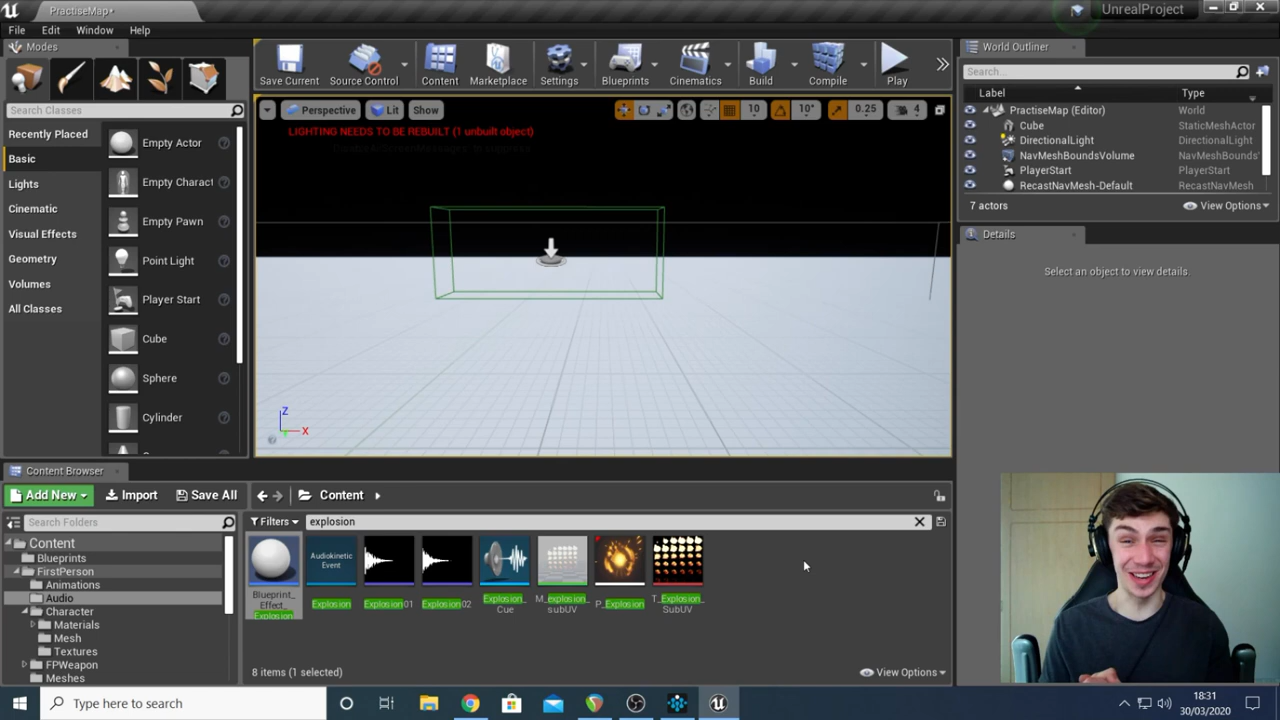 PractiseMap*
UnrealProject
File Edit Window Help
Modes
Search Classes
Recently Placed
Basic
Lights
Cinematic
Visual Effects
Geometry
Volumes
All Classes
Empty Actor
Empty Charact
Empty Pawn
Point Light
Player Start
Cube
Sphere
Cylinder
Save Current
Source Control
Content
Marketplace
Settings
Blueprints
Cinematics
Build
Compile
Play
Perspective
Lit
Show
10
10°
0.25
4
LIGHTING NEEDS TO BE REBUILT (1 unbuilt object)
Z
X
World Outliner
Search...
Label Type
PractiseMap (Editor) World
Cube StaticMeshActor
DirectionalLight DirectionalLight
NavMeshBoundsVolume NavMeshBounds
PlayerStart PlayerStart
RecastNavMesh-Default RecastNavMesh
7 actors
View Options
Details
Select an object to view details.
Content Browser
Add New
Import
Save All
Content
Search Folders
Filters
explosion
Content
Blueprints
FirstPerson
Animations
Audio
Character
Materials
Mesh
Textures
FPWeapon
Meshes
Blueprint_
Effect_
Explosion
Audiokinetic
Event
Explosion
Explosion01
Explosion02
Explosion_
Cue
M_explosion_
subUV
P_Explosion
T_Explosion_
SubUV
8 items (1 selected)
View Options
Type here to search
18:31
30/03/2020